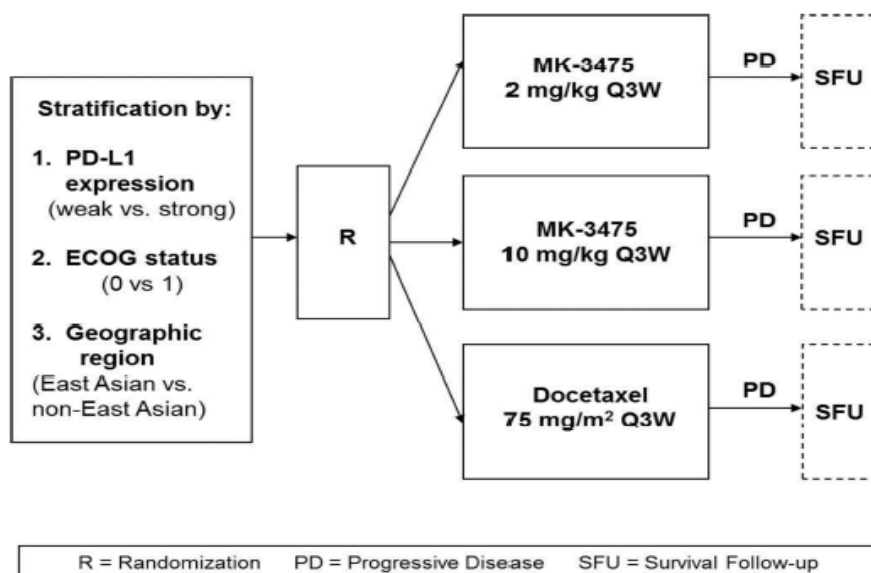 Stratification by:
1. PD-L1
expression
(weak vs. strong)
2. ECOG status
(0 vs 1)
3. Geographic
region
(East Asian vs.
non-East Asian)
R
MK-3475
2 mg/kg Q3W
PD
SFU
MK-3475
10 mg/kg Q3W
PD
SFU
Docetaxel
75 mg/m² Q3W
PD
SFU
R = Randomization PD = Progressive Disease SFU = Survival Follow-up